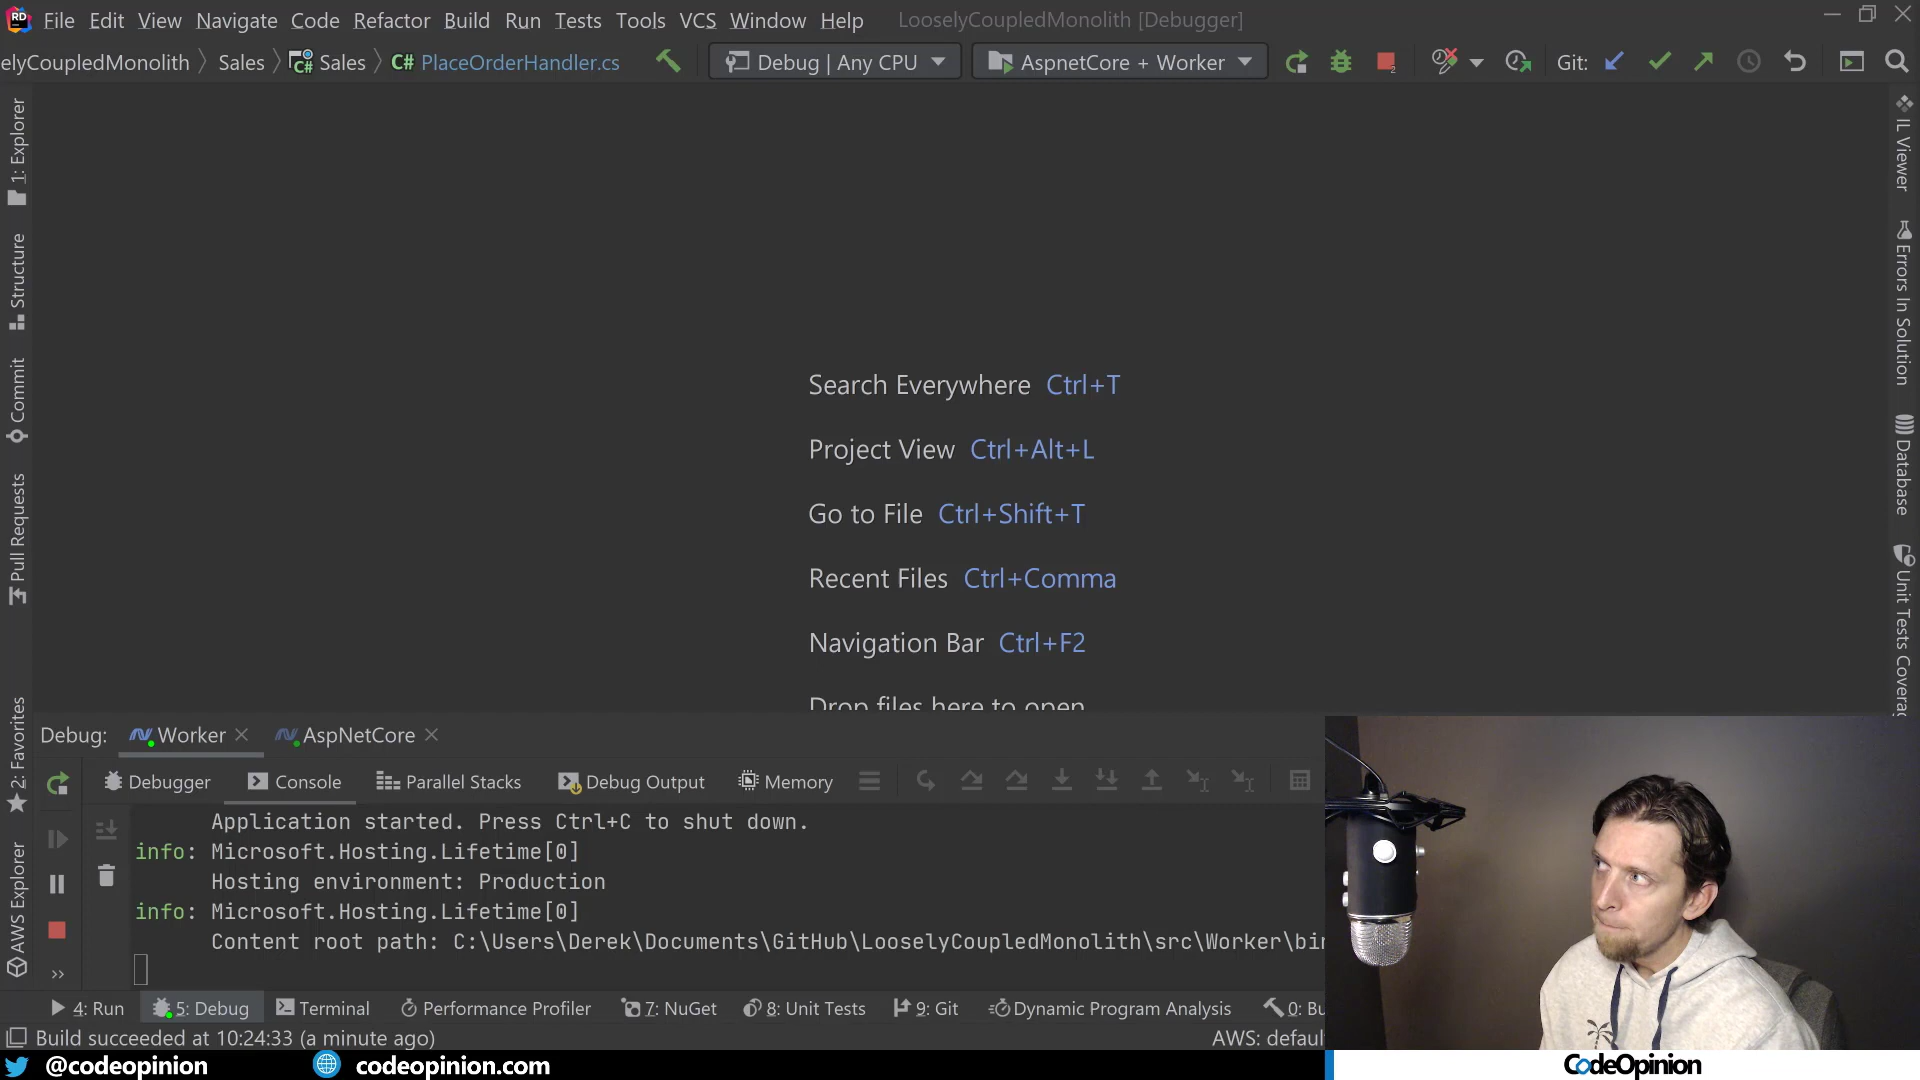 File Edit View Navigate Code Refactor Build Run Tests Tools VCS Window Help LooselyCoupledMonolith [Debugger]
elyCoupledMonolith Sales Sales C# PlaceOrderHandler.cs Debug | Any CPU AspnetCore + Worker Git:
1: Explorer
Structure
Commit
Pull Requests
2: Favorites
AWS Explorer
IL Viewer
Errors In Solution
Database
Unit Tests Coverag
Search Everywhere Ctrl+T
Project View Ctrl+Alt+L
Go to File Ctrl+Shift+T
Recent Files Ctrl+Comma
Navigation Bar Ctrl+F2
Drop files here to open
Debug: Worker AspNetCore
Debugger Console Parallel Stacks Debug Output Memory
Application started. Press Ctrl+C to shut down.
info: Microsoft.Hosting.Lifetime[0]
Hosting environment: Production
info: Microsoft.Hosting.Lifetime[0]
Content root path: C:\Users\Derek\Documents\GitHub\LooselyCoupledMonolith\src\Worker\bin
4: Run 5: Debug Terminal Performance Profiler 7: NuGet 8: Unit Tests 9: Git Dynamic Program Analysis 0: Bu
Build succeeded at 10:24:33 (a minute ago) AWS: defaul
@codeopinion codeopinion.com CodeOpinion